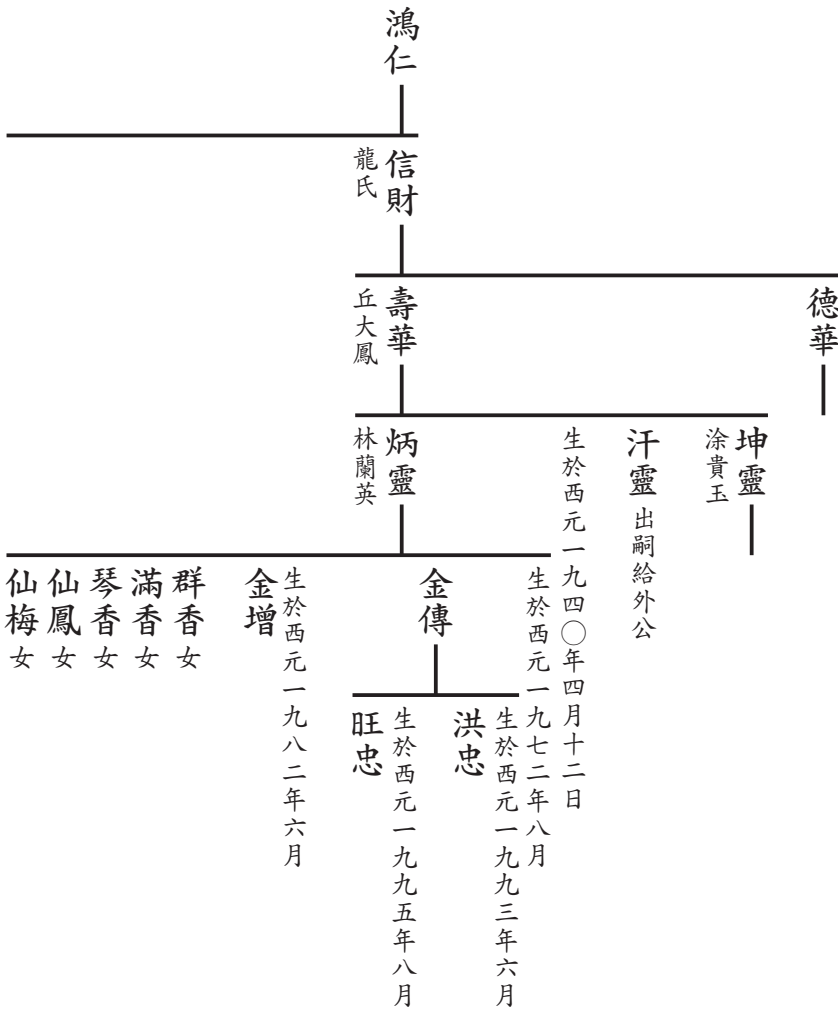 鴻仁
信財
龍氏
德華
壽華
丘大鳳
坤靈
涂貴玉
汗靈 出嗣給外公
生於西元一九四〇年四月十二日
炳靈
林蘭英
生於西元一九七二年八月
金傳
生於西元一九八二年六月
金增
群香 女
滿香 女
琴香 女
仙鳳 女
仙梅 女
生於西元一九九三年六月
洪忠
生於西元一九九五年八月
旺忠